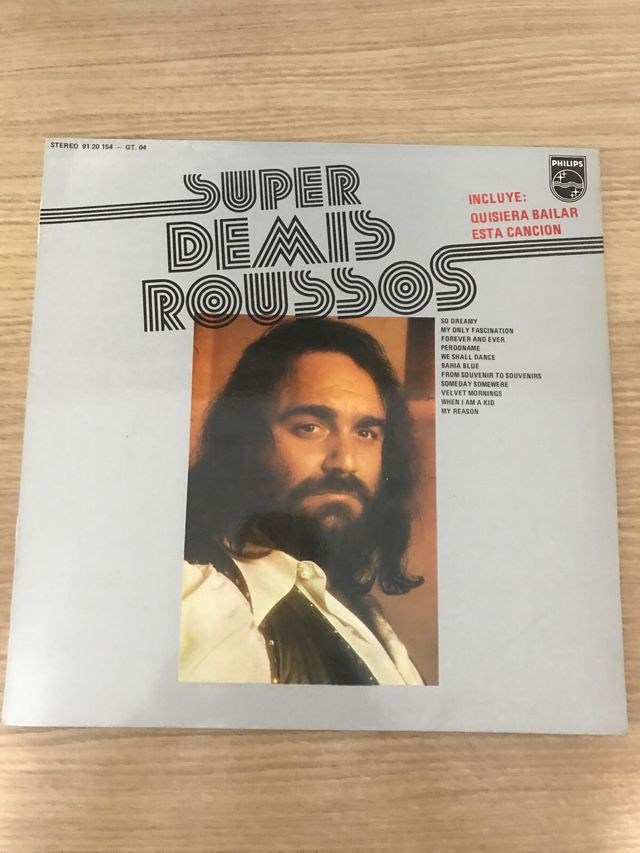 STEREO 91 20 154 – GT. 04
PHILIPS
SUPER
DEMIS
ROUSSOS
INCLUYE:
QUISIERA BAILAR
ESTA CANCION
SO DREAMY
MY ONLY FASCINATION
FOREVER AND EVER
PERDONAME
WE SHALL DANCE
BAHIA BLUE
FROM SOUVENIR TO SOUVENIRS
SOMEDAY SOMEWERE
VELVET MORNINGS
WHEN I AM A KID
MY REASON